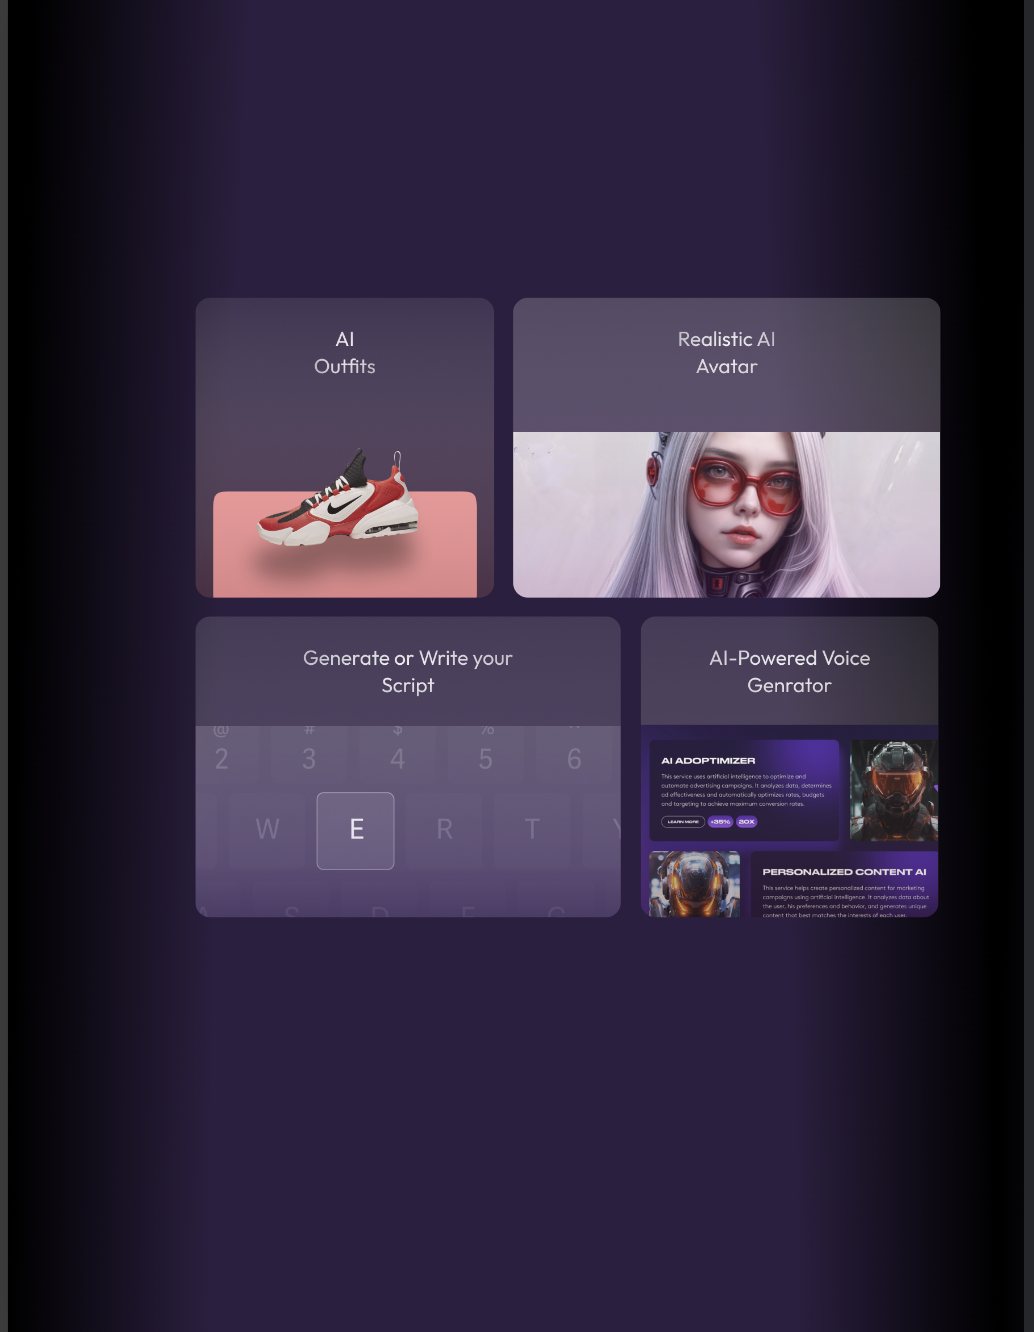 AI
Outfits
Realistic AI
Avatar
Generate or Write your
Script
@ # $ % ^
2 3 4 5 6
W E R T Y
S D F G
AI-Powered Voice
Genrator
AI ADOPTIMIZER
This service uses artificial intelligence to optimize and
automate advertising campaigns. It analyzes data, determines
ad effectiveness and automatically optimizes rates, budgets
and targeting to achieve maximum conversion rates.
LEARN MORE +35% 20X
PERSONALIZED CONTENT AI
This service helps create personalized content for marketing
campaigns using artificial intelligence. It analyzes data about
the user, his preferences and behavior, and generates unique
content that best matches the interests of each user.